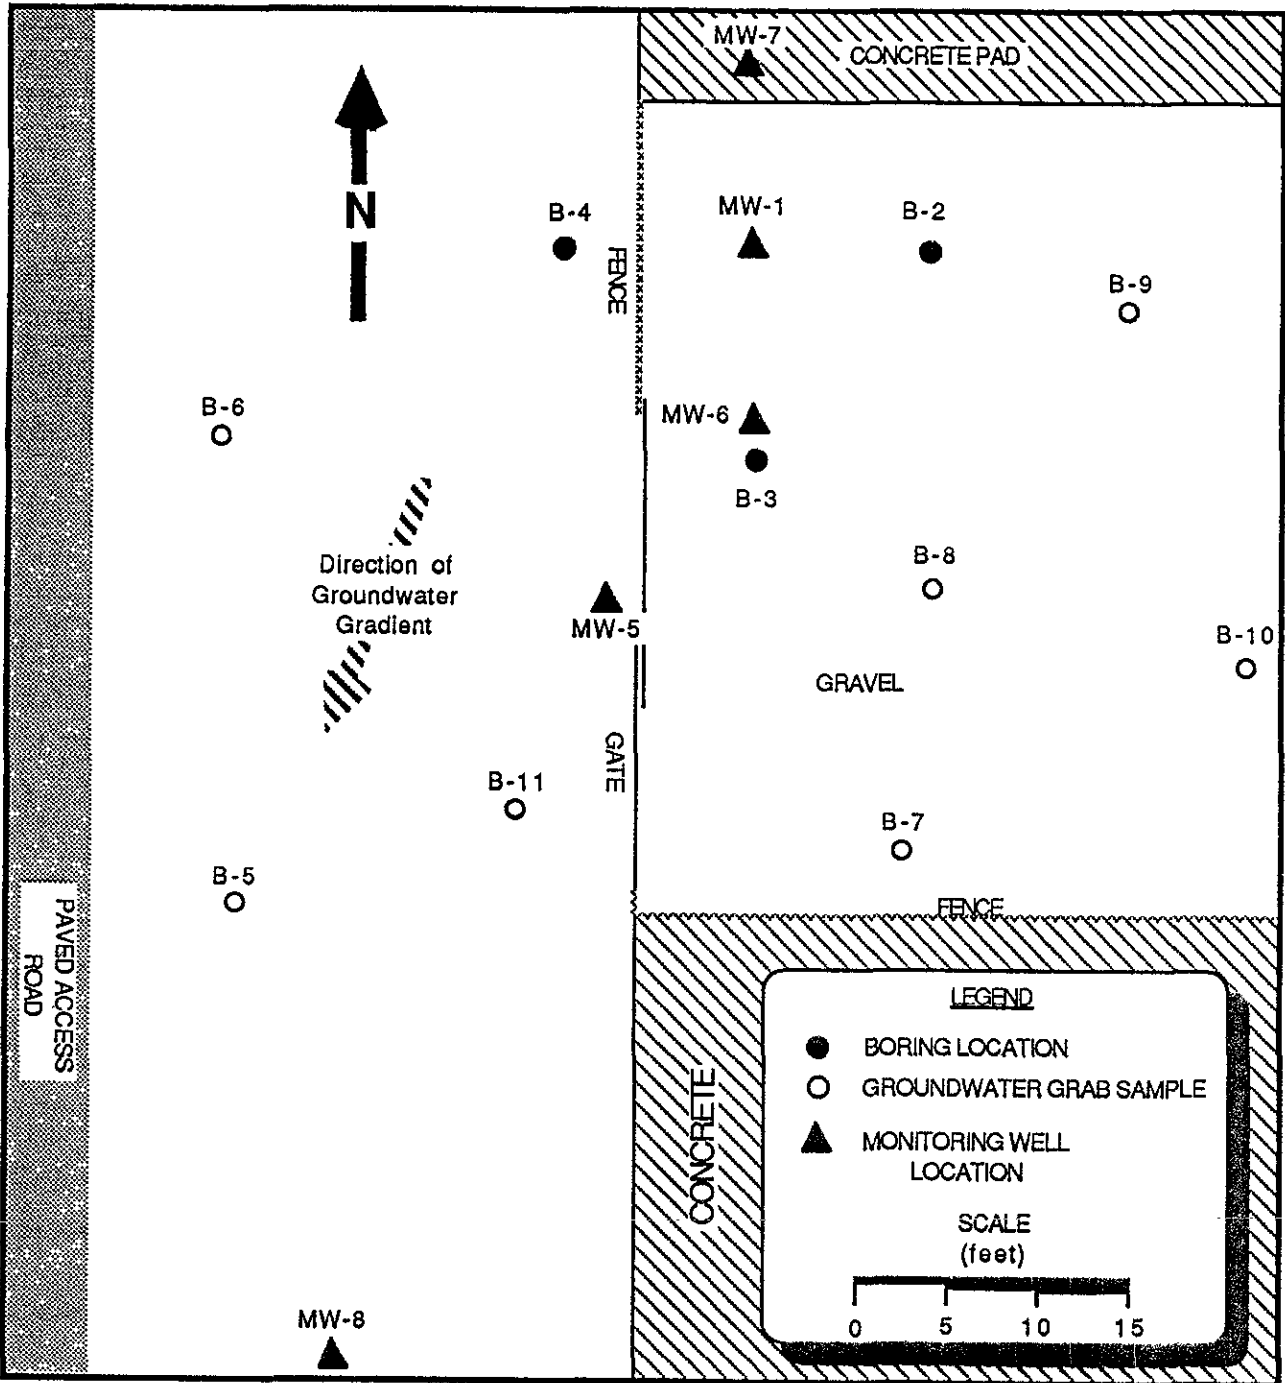 MW-7
CONCRETE PAD
N
B-4
MW-1
B-2
FENCE
B-9
B-6
MW-6
B-3
Direction of
Groundwater
Gradient
B-8
MW-5
B-10
GRAVEL
GATE
B-11
B-7
B-5
FENCE
PAVED ACCESS
ROAD
CONCRETE
LEGEND
BORING LOCATION
GROUNDWATER GRAB SAMPLE
MONITORING WELL
LOCATION
SCALE
(feet)
0 5 10 15
MW-8